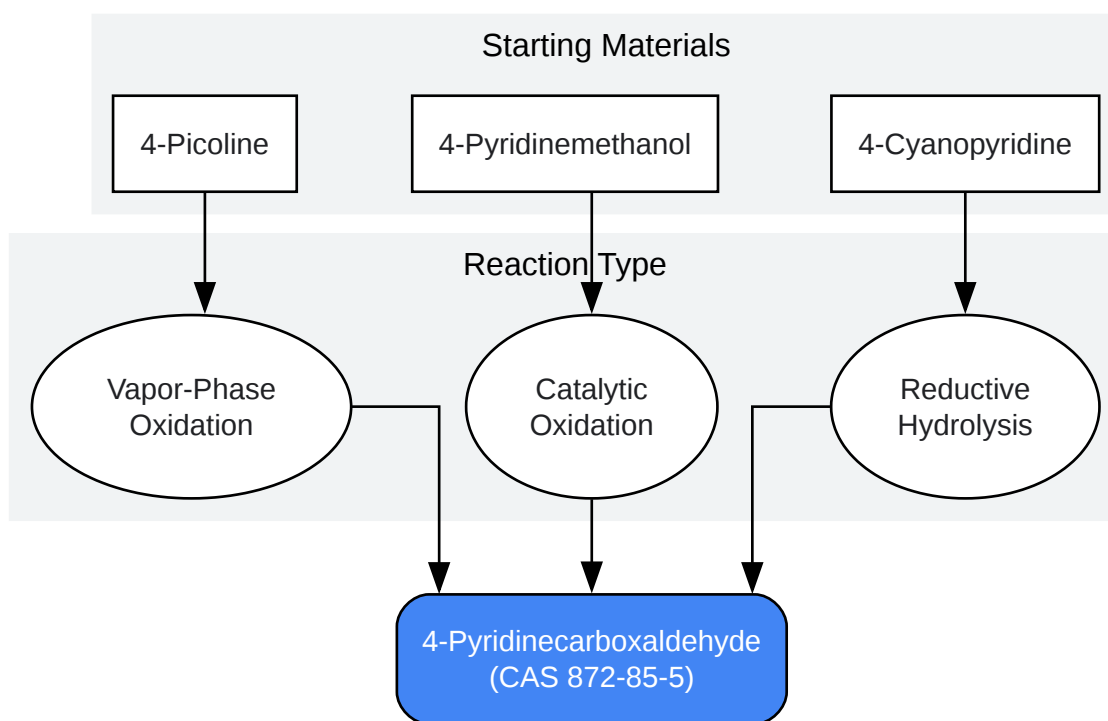 Starting Materials
4-Picoline
4-Pyridinemethanol
4-Cyanopyridine
Reaction Type
Vapor-Phase
Oxidation
Catalytic
Oxidation
Reductive
Hydrolysis
4-Pyridinecarboxaldehyde
(CAS 872-85-5)